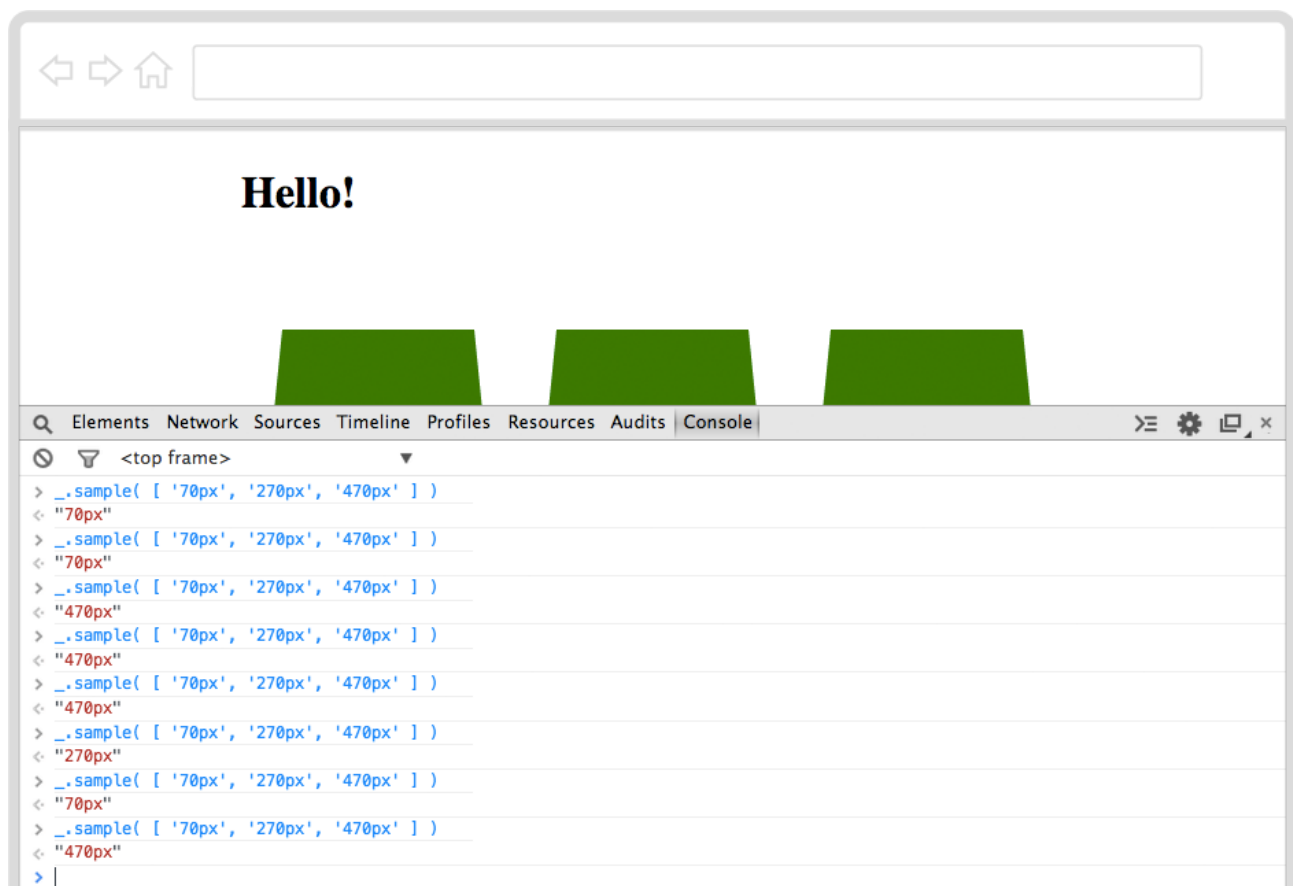 Hello!
Elements Network Sources Timeline Profiles Resources Audits Console
<top frame>
> _.sample( [ '70px', '270px', '470px' ] )
"70px"
> _.sample( [ '70px', '270px', '470px' ] )
"70px"
> _.sample( [ '70px', '270px', '470px' ] )
"470px"
> _.sample( [ '70px', '270px', '470px' ] )
"470px"
> _.sample( [ '70px', '270px', '470px' ] )
"470px"
> _.sample( [ '70px', '270px', '470px' ] )
"270px"
> _.sample( [ '70px', '270px', '470px' ] )
"70px"
> _.sample( [ '70px', '270px', '470px' ] )
"470px"
>